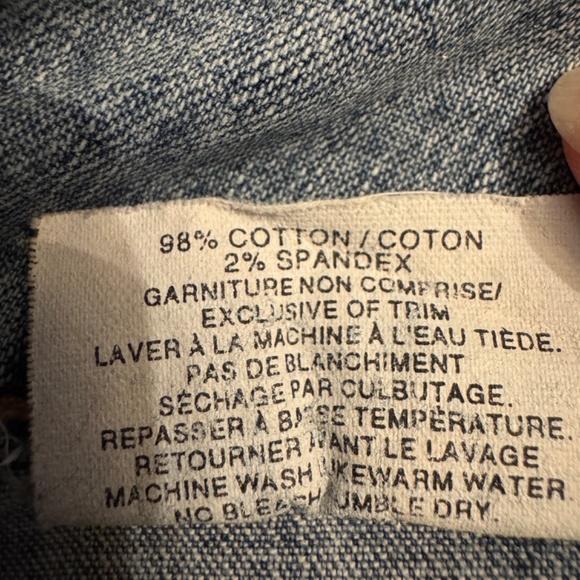 98% COTTON / COTON
2% SPANDEX
GARNITURE NON COMPRISE/
EXCLUSIVE OF TRIM
LAVER À LA MACHINE À L'EAU TIÈDE.
PAS DE BLANCHIMENT
SÉCHAGE PAR CULBUTAGE.
REPASSER À BASSE TEMPÉRATURE.
RETOURNER AVANT LE LAVAGE
MACHINE WASH LUKEWARM WATER.
NO BLEACH TUMBLE DRY.